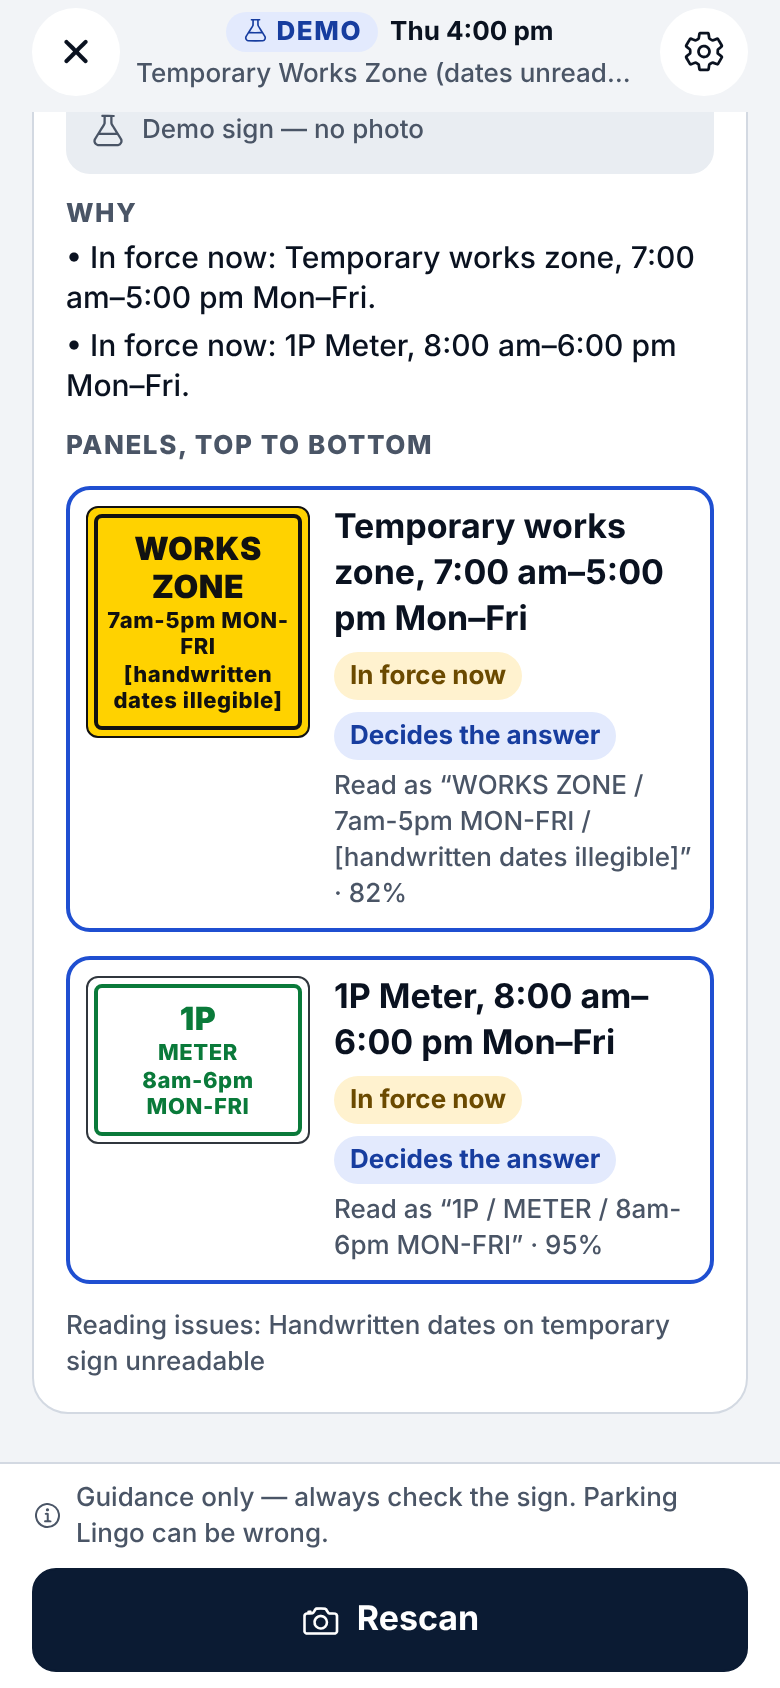 DEMO Thu 4:00 pm
Temporary Works Zone (dates unread...
Demo sign — no photo
WHY
• In force now: Temporary works zone, 7:00
am–5:00 pm Mon–Fri.
• In force now: 1P Meter, 8:00 am–6:00 pm
Mon–Fri.
PANELS, TOP TO BOTTOM
WORKS
ZONE
7am-5pm MON-
FRI
[handwritten
dates illegible]
Temporary works
zone, 7:00 am–5:00
pm Mon–Fri
In force now
Decides the answer
Read as “WORKS ZONE /
7am-5pm MON-FRI /
[handwritten dates illegible]”
· 82%
1P
METER
8am-6pm
MON-FRI
1P Meter, 8:00 am–
6:00 pm Mon–Fri
In force now
Decides the answer
Read as “1P / METER / 8am-
6pm MON-FRI” · 95%
Reading issues: Handwritten dates on temporary
sign unreadable
Guidance only — always check the sign. Parking
Lingo can be wrong.
Rescan